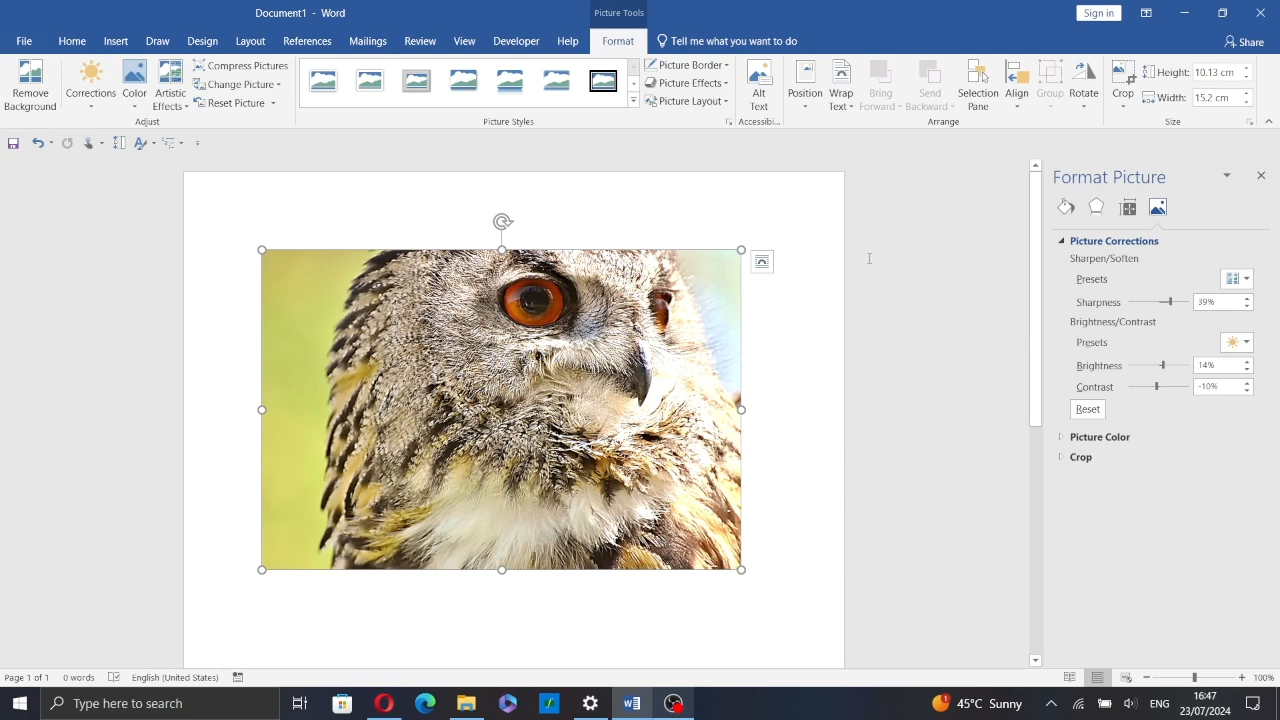 Document1 - Word
Picture Tools
Sign in
File Home Insert Draw Design Layout References Mailings Review View Developer Help Format Tell me what you want to do
Share
Remove Background
Corrections
Color
Artistic Effects
Compress Pictures
Change Picture
Reset Picture
Adjust
Picture Styles
Picture Border
Picture Effects
Picture Layout
Alt Text
Accessibi...
Position
Wrap Text
Bring Forward
Send Backward
Selection Pane
Align
Group
Rotate
Arrange
Crop
Height: 10.13 cm
Width: 15.2 cm
Size
Format Picture
Picture Corrections
Sharpen/Soften
Presets
Sharpness 39%
Brightness/Contrast
Presets
Brightness 14%
Contrast -10%
Reset
Picture Color
Crop
Page 1 of 1 0 words English (United States) 100%
Type here to search
1
45°C Sunny
ENG
16:47
23/07/2024